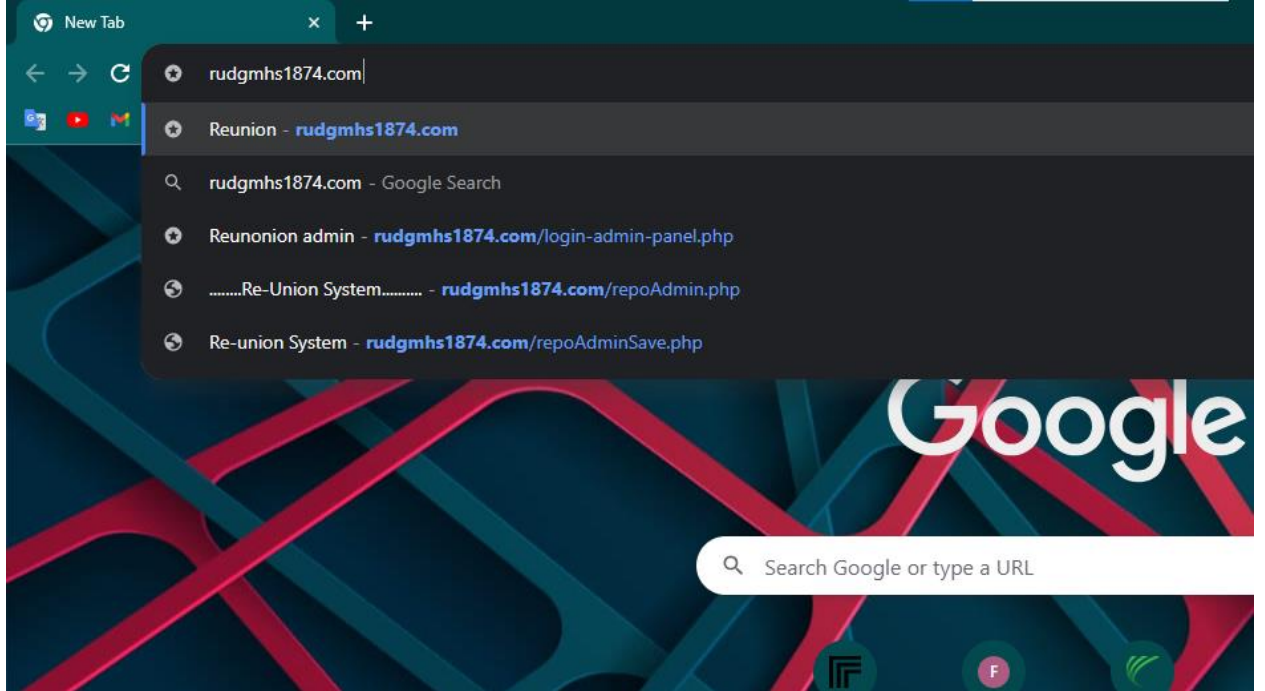 New Tab
rudgmhs1874.com
Reunion - rudgmhs1874.com
rudgmhs1874.com - Google Search
Reunonion admin - rudgmhs1874.com/login-admin-panel.php
........Re-Union System.......... - rudgmhs1874.com/repoAdmin.php
Re-union System - rudgmhs1874.com/repoAdminSave.php
Google
Search Google or type a URL
F